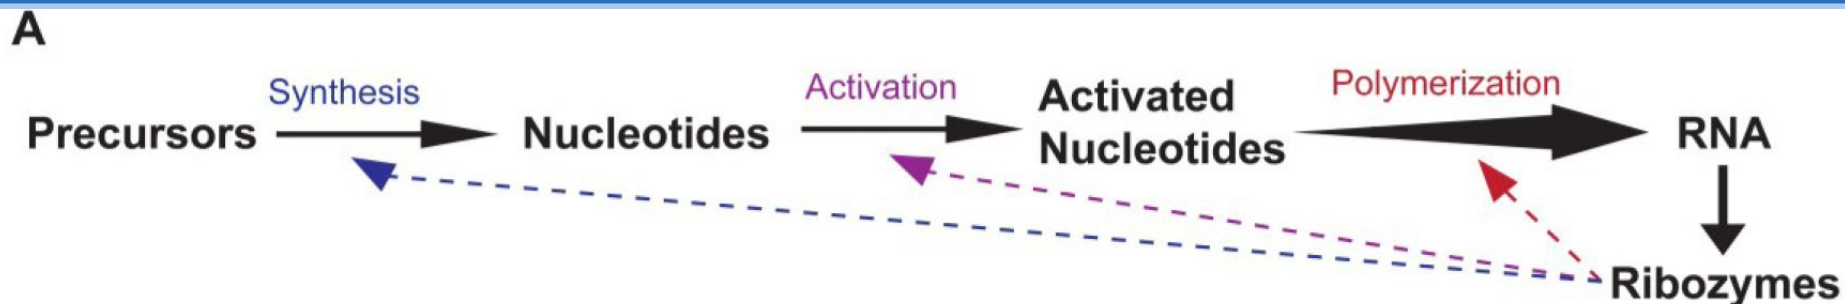 A
Synthesis
Activation
Polymerization
Precursors
Nucleotides
Activated
Nucleotides
RNA
Ribozymes